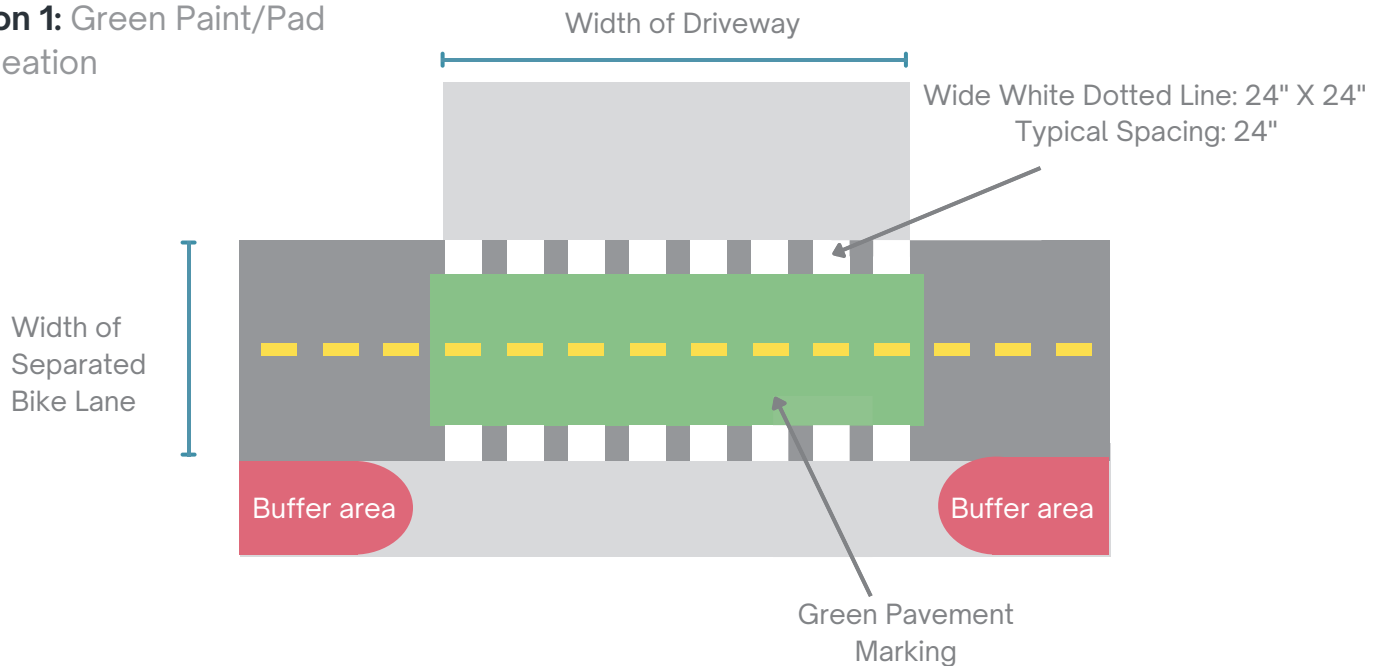 on 1: Green Paint/Pad
eation
Width of Driveway
Wide White Dotted Line: 24" X 24"
Typical Spacing: 24"
Width of
Separated
Bike Lane
Buffer area
Buffer area
Green Pavement
Marking